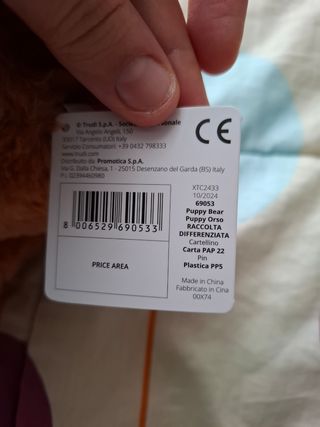 © Trudi S.p.A. - Società
Via Angelo Angeli, 150
33017 Tarcento (UD) Italy
Servizio Consumatori: +39 0432 798333
www.trudi.com
Distribuito da Promotica S.p.A.
Via G. Dalla Chiesa, 1 - 25015 Desenzano del Garda (BS) Italy
P.I. 02394460980
CE
XTC2433
10/2024
69053
Puppy Bear
Puppy Orso
RACCOLTA
DIFFERENZIATA
Cartellino
Carta PAP 22
Pin
Plastica PP5
Made in China
Fabbricato in Cina
00X74
8 006529 690533
PRICE AREA